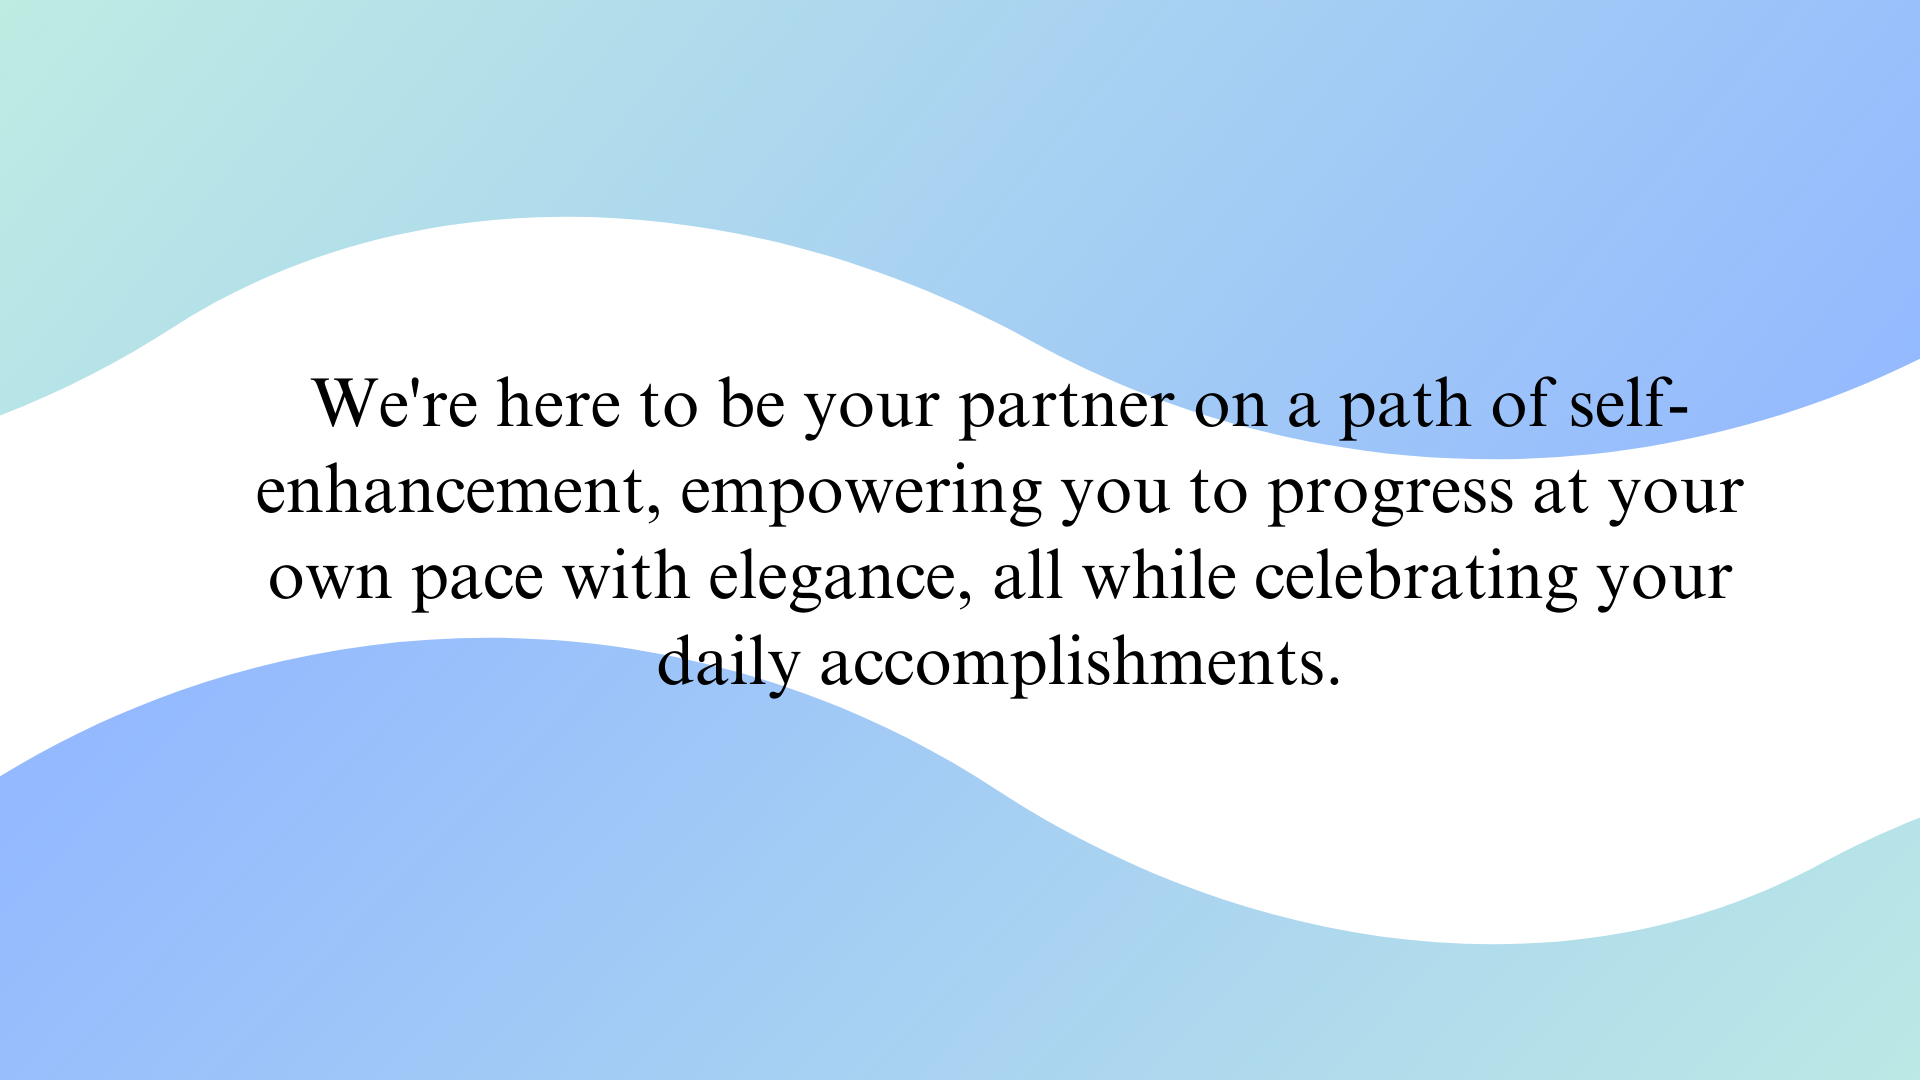 We're here to be your partner on a path of self-
enhancement, empowering you to progress at your
own pace with elegance, all while celebrating your
daily accomplishments.